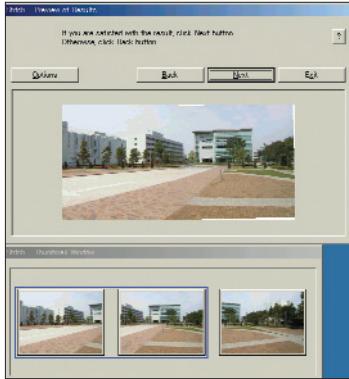 Stitch Preview of Results
If you are satisfied with the result, click Next button.
Otherwise, click Back button.
?
Options
Back
Next
Exit
Stitch Thumbnail Window